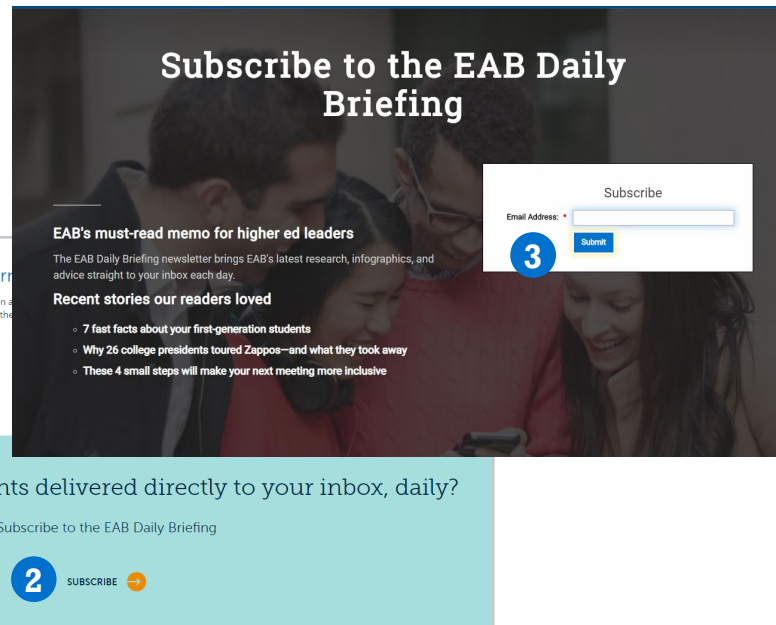 Subscribe to the EAB Daily
Briefing
Subscribe
Email Address: *
Submit
3
EAB's must-read memo for higher ed leaders
The EAB Daily Briefing newsletter brings EAB's latest research, infographics, and
advice straight to your inbox each day.
Recent stories our readers loved
◦ 7 fast facts about your first-generation students
◦ Why 26 college presidents toured Zappos—and what they took away
◦ These 4 small steps will make your next meeting more inclusive
delivered directly to your inbox, daily?
Subscribe to the EAB Daily Briefing
2
SUBSCRIBE